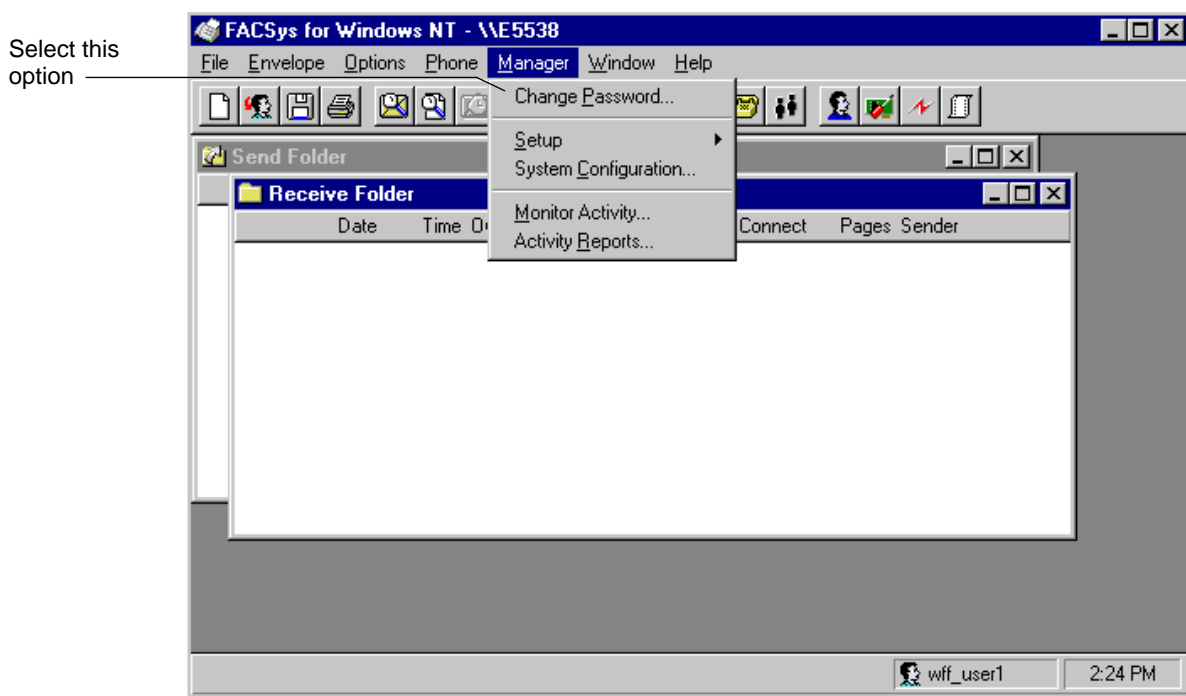 Select this
option
FACSys for Windows NT - \\E5538
File Envelope Options Phone Manager Window Help
Change Password...
Setup
System Configuration...
Monitor Activity...
Activity Reports...
Send Folder
Receive Folder
Date Time Connect Pages Sender
wff_user1 2:24 PM